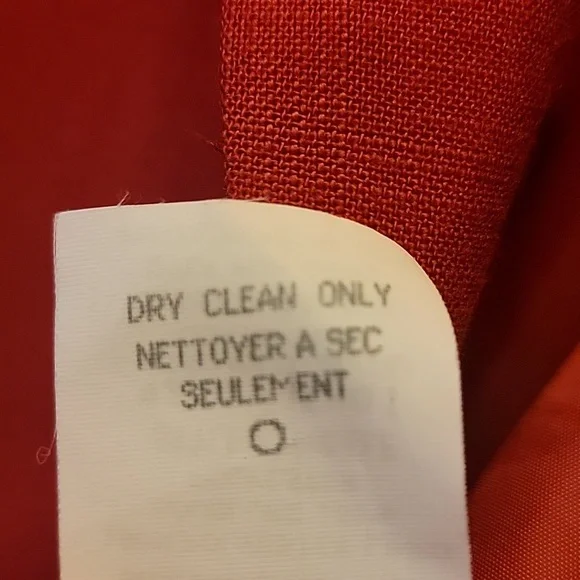 DRY CLEAN ONLY
NETTOYER A SEC
SEULEMENT